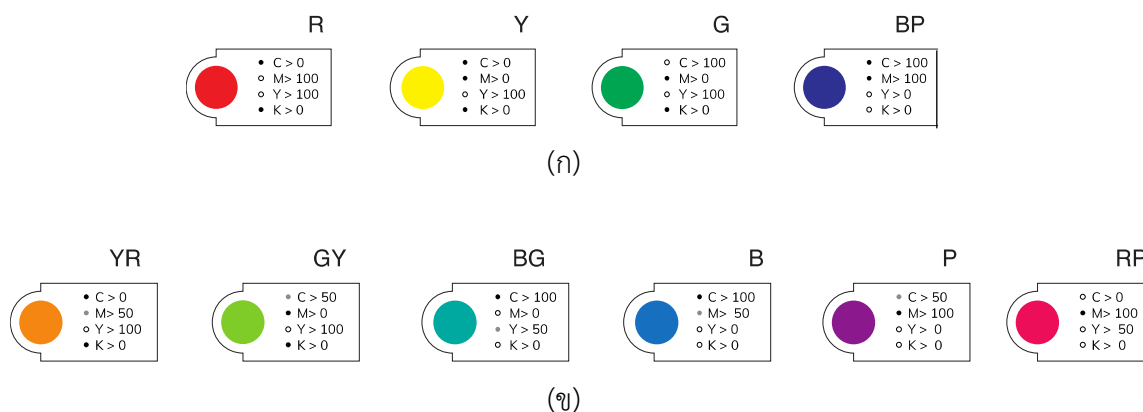 R Y G BP
C > 0 C > 0 C > 100 C > 100
M> 100 M> 0 M> 0 M> 100
Y > 100 Y > 100 Y > 100 Y > 0
K > 0 K > 0 K > 0 K > 0
(ก)
YR GY BG B P RP
C > 0 C > 50 C > 100 C > 100 C > 50 C > 0
M> 50 M> 0 M> 0 M> 50 M> 100 M> 100
Y > 100 Y > 100 Y > 50 Y > 0 Y > 0 Y > 50
K > 0 K > 0 K > 0 K > 0 K > 0 K > 0
(ข)